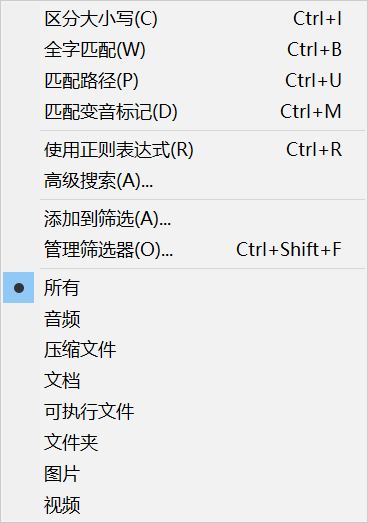 区分大小写(C) Ctrl+I
全字匹配(W) Ctrl+B
匹配路径(P) Ctrl+U
匹配变音标记(D) Ctrl+M
使用正则表达式(R) Ctrl+R
高级搜索(A)...
添加到筛选(A)...
管理筛选器(O)... Ctrl+Shift+F
所有
音频
压缩文件
文档
可执行文件
文件夹
图片
视频